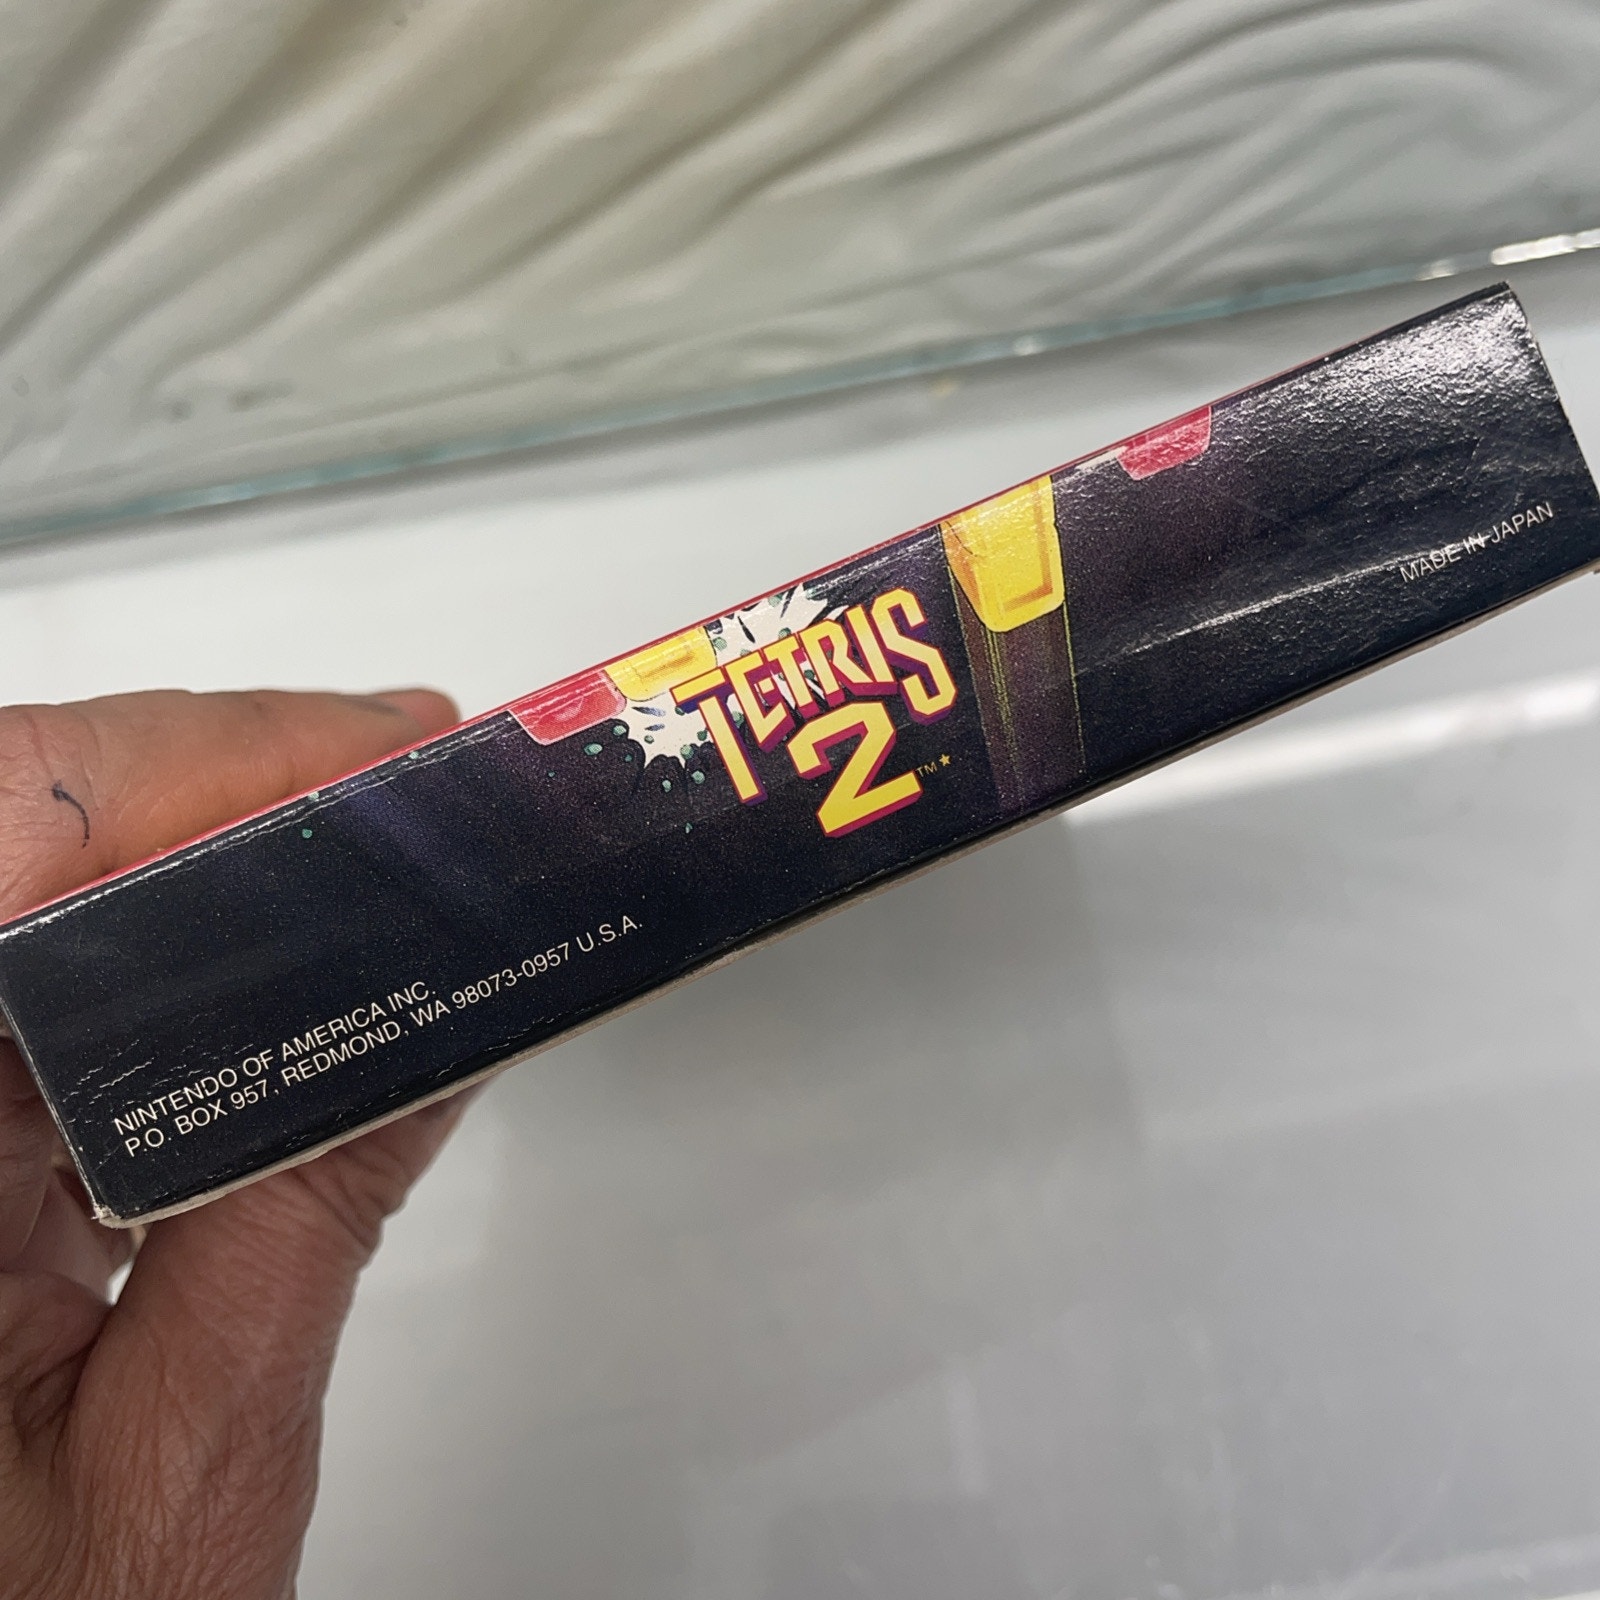 TETRIS
2™★
MADE IN JAPAN
NINTENDO OF AMERICA INC.
P.O. BOX 957, REDMOND, WA 98073-0957 U.S.A.